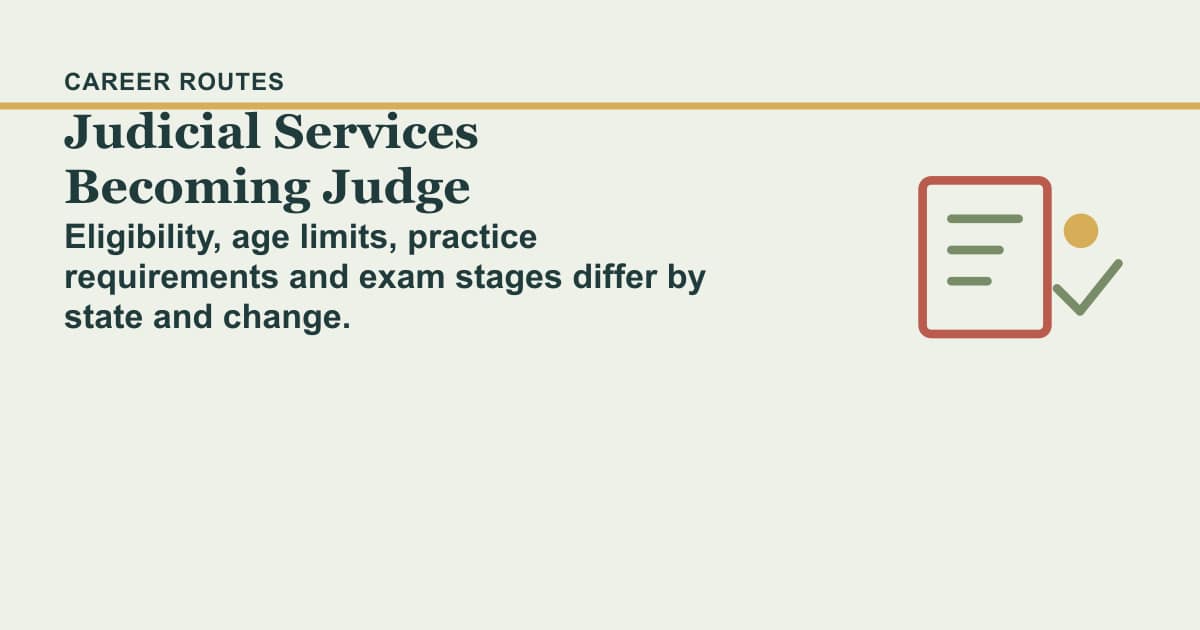 CAREER ROUTES
Judicial Services
Becoming Judge
Eligibility, age limits, practice
requirements and exam stages differ by
state and change.